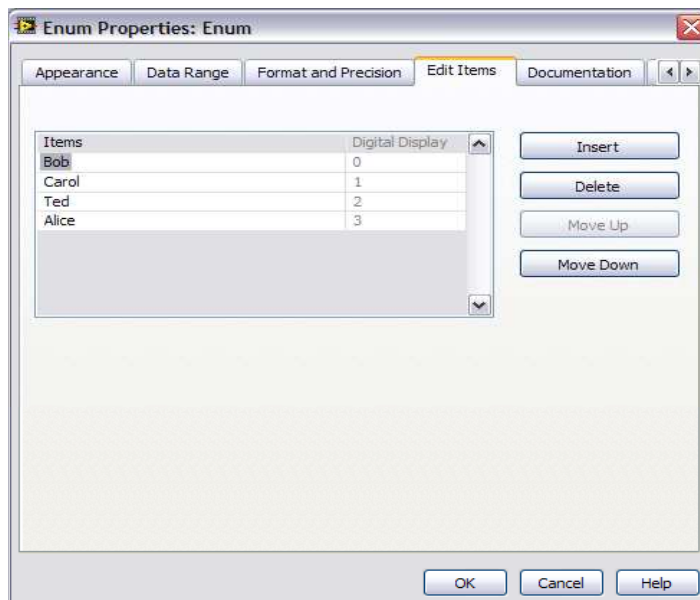 Enum Properties: Enum
Appearance Data Range Format and Precision Edit Items Documentation
Items Digital Display
Bob 0
Carol 1
Ted 2
Alice 3
Insert
Delete
Move Up
Move Down
OK Cancel Help